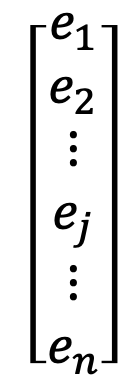 e₁
e₂
⋮
eⱼ
⋮
eₙ